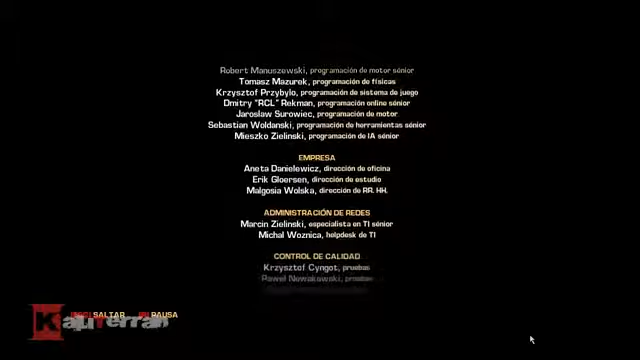 Robert Manuszewski, programación de motor sénior
Tomasz Mazurek, programación de físicas
Krzysztof Przybylo, programación de sistema de juego
Dmitry "RCL" Rekman, programación online sénior
Jaroslaw Surowiec, programación de motor
Sebastian Woldanski, programación de herramientas sénior
Mieszko Zielinski, programación de IA sénior
EMPRESA
Aneta Danielewicz, dirección de oficina
Erik Gloersen, dirección de estudio
Malgosia Wolska, dirección de RR. HH.
ADMINISTRACIÓN DE REDES
Marcin Zielinski, especialista en TI sénior
Michal Woznica, helpdesk de TI
CONTROL DE CALIDAD
Krzysztof Cyngot, pruebas
Pawel Nowakowski, pruebas
SALTAR PAUSA